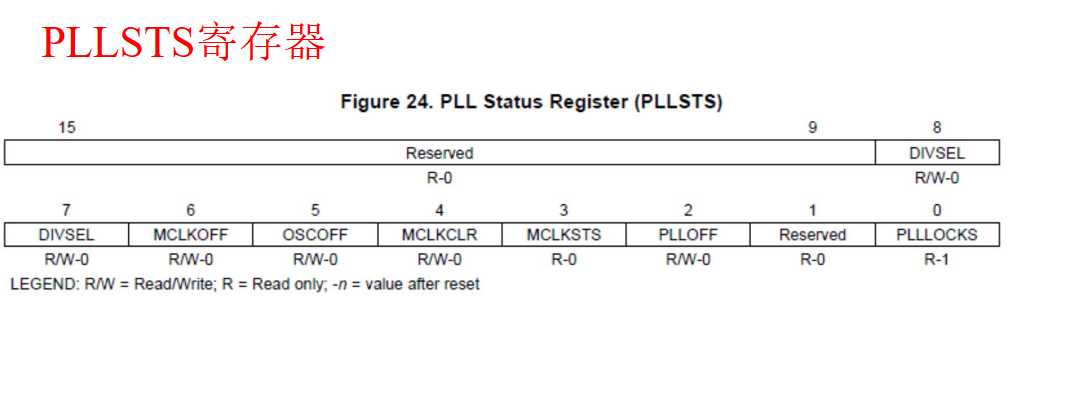 PLLSTS寄存器
Figure 24. PLL Status Register (PLLSTS)
15 9 8
Reserved DIVSEL
R-0 R/W-0
7 6 5 4 3 2 1 0
DIVSEL MCLKOFF OSCOFF MCLKCLR MCLKSTS PLLOFF Reserved PLLLOCKS
R/W-0 R/W-0 R/W-0 R/W-0 R-0 R/W-0 R-0 R-1
LEGEND: R/W = Read/Write; R = Read only; -n = value after reset